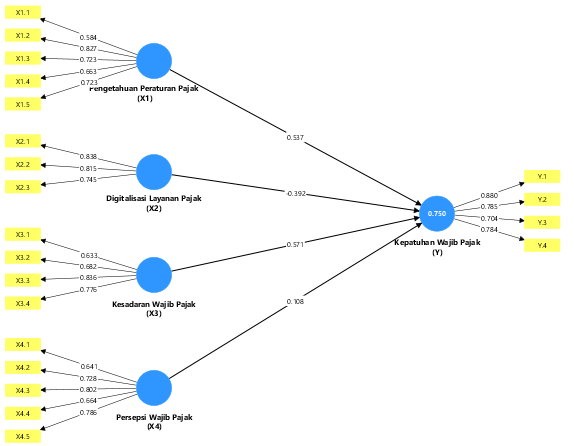 X1.1
X1.2
X1.3
X1.4
X1.5
0.584
0.827
0.723
0.663
0.723
Pengetahuan Peraturan Pajak
(X1)
0.537
X2.1
X2.2
X2.3
0.838
0.815
0.745
Digitalisasi Layanan Pajak
(X2)
-0.392
X3.1
X3.2
X3.3
X3.4
0.633
0.682
0.836
0.776
Kesadaran Wajib Pajak
(X3)
0.571
X4.1
X4.2
X4.3
X4.4
X4.5
0.641
0.728
0.802
0.664
0.786
Persepsi Wajib Pajak
(X4)
0.108
0.750
Kepatuhan Wajib Pajak
(Y)
0.880
0.785
0.704
0.784
Y.1
Y.2
Y.3
Y.4